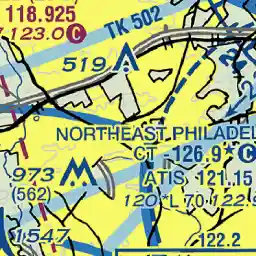 118.925
TK 502
123.0 C
519
NORTHEAST PHILADEL
CT 126.9* C
973
ATIS 121.15
(562)
120 *L 70 122.9
1547
122.2